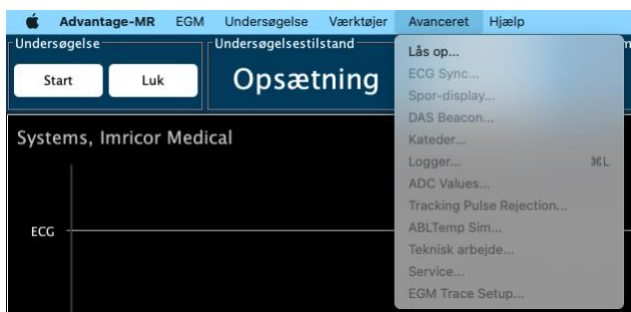 Advantage-MR EGM Undersøgelse Værktøjer Avanceret Hjælp
Undersøgelse
Start Luk
Undersøgelsestilstand
Opsætning
Lås op...
ECG Sync...
Spor-display...
DAS Beacon...
Kateder...
Logger... ⌘L
ADC Values...
Tracking Pulse Rejection...
ABLTemp Sim...
Teknisk arbejde...
Service...
EGM Trace Setup...
Systems, Imricor Medical
ECG